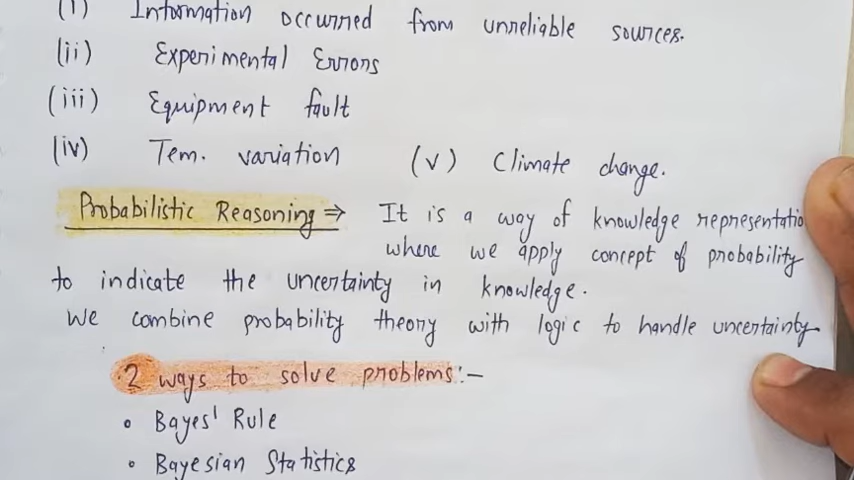 (i) Information occurred from unreliable sources.
(ii) Experimental Errors
(iii) Equipment fault
(iv) Tem. variation (v) Climate change.
Probabilistic Reasoning ⇒ It is a way of knowledge representatio
where we apply concept of probability
to indicate the uncertainty in knowledge.
We combine probability theory with logic to handle uncertainty
2 ways to solve problems:-
• Bayes' Rule
• Bayesian Statistics